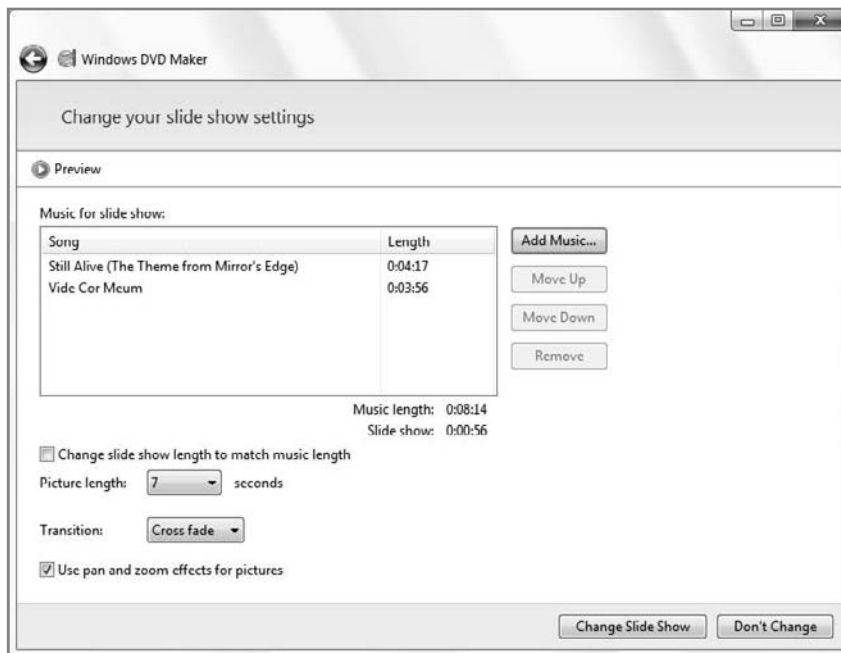 Windows DVD Maker
Change your slide show settings
Preview
Music for slide show:
Song Length
Still Alive (The Theme from Mirror's Edge) 0:04:17
Vide Cor Meum 0:03:56
Add Music...
Move Up
Move Down
Remove
Music length: 0:08:14
Slide show: 0:00:56
Change slide show length to match music length
Picture length: 7 seconds
Transition: Cross fade
Use pan and zoom effects for pictures
Change Slide Show Don't Change